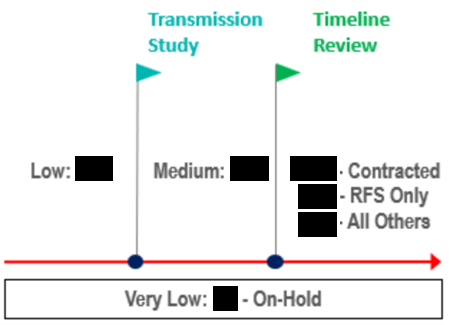 Transmission
Study
Timeline
Review
Low:
Medium:
- Contracted
- RFS Only
- All Others
Very Low: - On-Hold